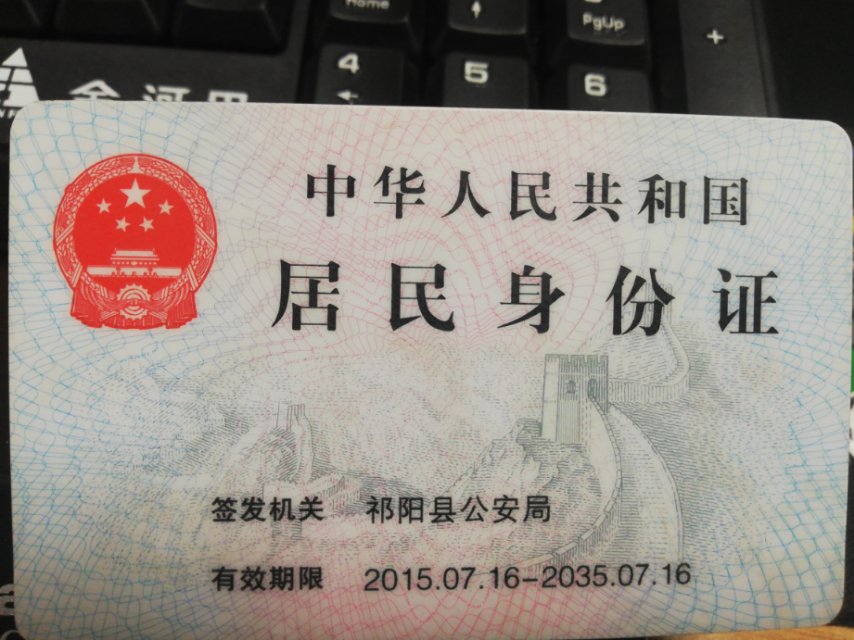 Home
PgUp
+
4
5
6
中华人民共和国
居民身份证
签发机关 祁阳县公安局
有效期限 2015.07.16-2035.07.16